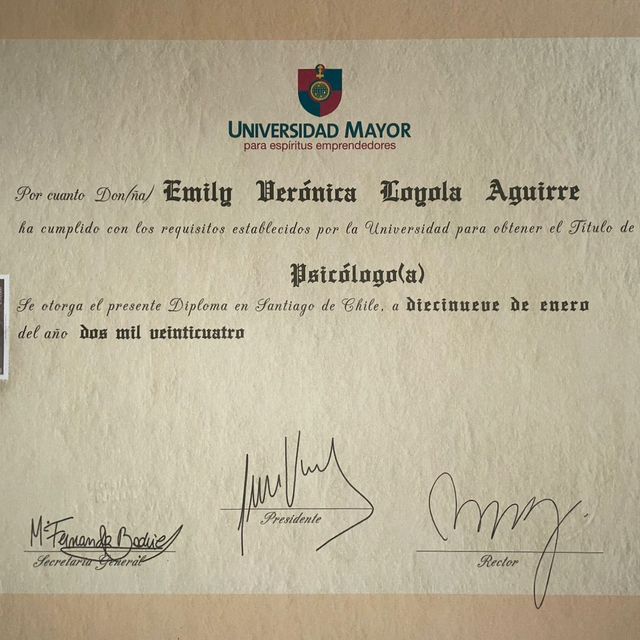 UNIVERSIDAD MAYOR
para espíritus emprendedores
Por cuanto Don/ña/ Emily Verónica Loyola Aguirre
ha cumplido con los requisitos establecidos por la Universidad para obtener el Título de
Psicólogo(a)
Se otorga el presente Diploma en Santiago de Chile, a diecinueve de enero
del año dos mil veinticuatro
Mª Fernanda
Presidente
Secretaria General
Rector